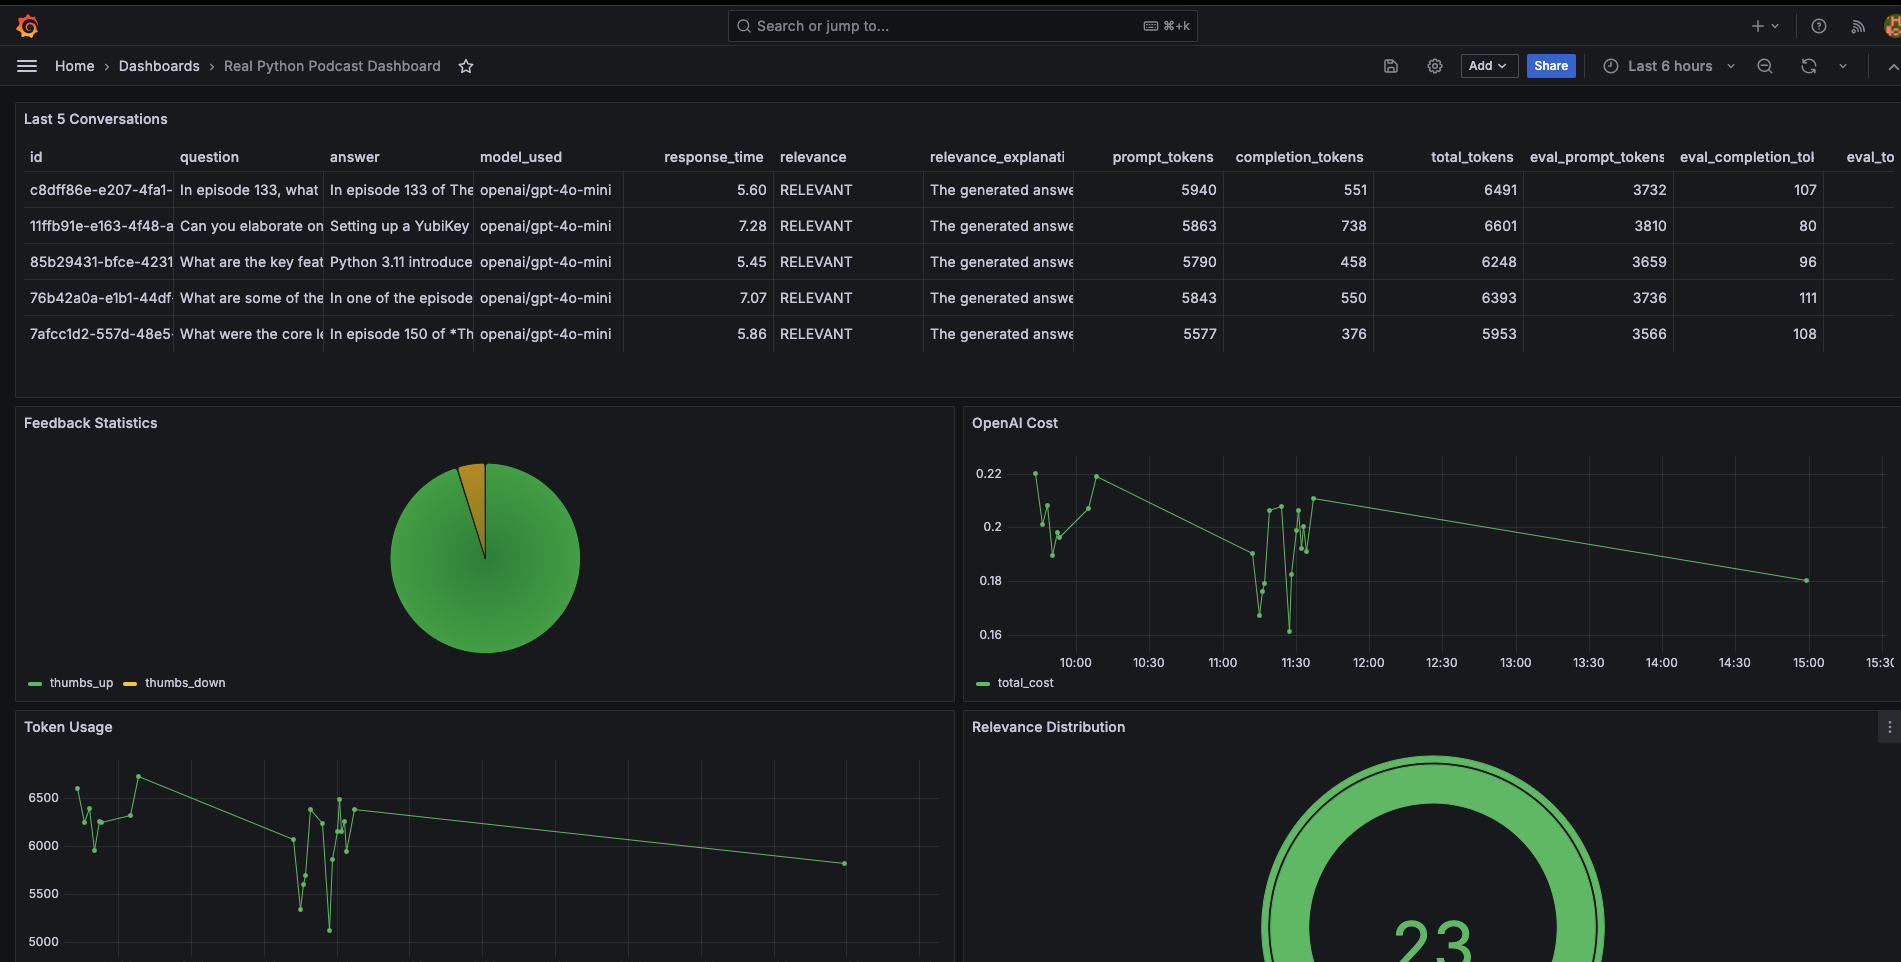 Search or jump to...
⌘+k
Home › Dashboards › Real Python Podcast Dashboard
Add
Share
Last 6 hours
Last 5 Conversations
id question answer model_used response_time relevance relevance_explanati prompt_tokens completion_tokens total_tokens eval_prompt_tokens eval_completion_tol eval_to
c8dff86e-e207-4fa1- In episode 133, what In episode 133 of The openai/gpt-4o-mini 5.60 RELEVANT The generated answe 5940 551 6491 3732 107
11ffb91e-e163-4f48-a Can you elaborate on Setting up a YubiKey openai/gpt-4o-mini 7.28 RELEVANT The generated answe 5863 738 6601 3810 80
85b29431-bfce-4231 What are the key feat Python 3.11 introduce openai/gpt-4o-mini 5.45 RELEVANT The generated answe 5790 458 6248 3659 96
76b42a0a-e1b1-44df- What are some of the In one of the episode openai/gpt-4o-mini 7.07 RELEVANT The generated answe 5843 550 6393 3736 111
7afcc1d2-557d-48e5- What were the core le In episode 150 of *Th openai/gpt-4o-mini 5.86 RELEVANT The generated answe 5577 376 5953 3566 108
Feedback Statistics
thumbs_up thumbs_down
OpenAI Cost
0.22
0.2
0.18
0.16
10:00 10:30 11:00 11:30 12:00 12:30 13:00 13:30 14:00 14:30 15:00 15:30
total_cost
Token Usage
6500
6000
5500
5000
Relevance Distribution
23